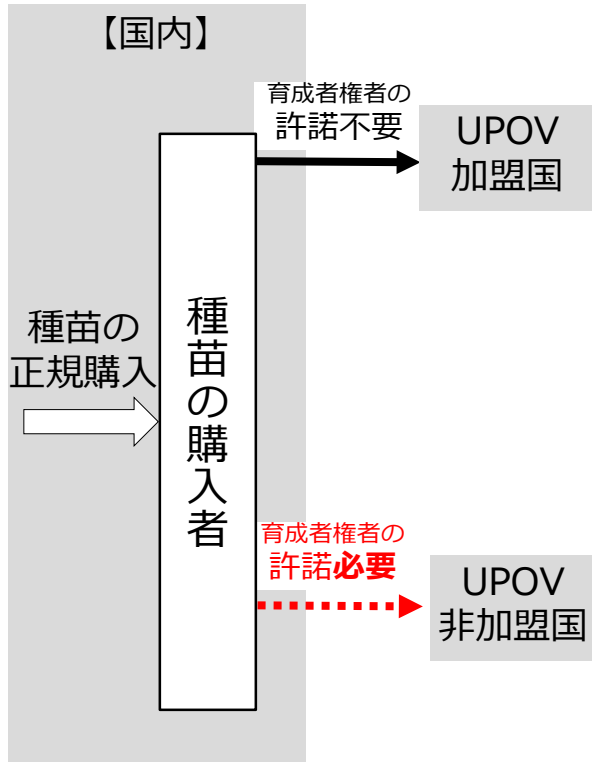 【国内】
育成者権者の
許諾不要
UPOV
加盟国
種苗の
正規購入
種苗の購入者
育成者権者の
許諾必要
UPOV
非加盟国